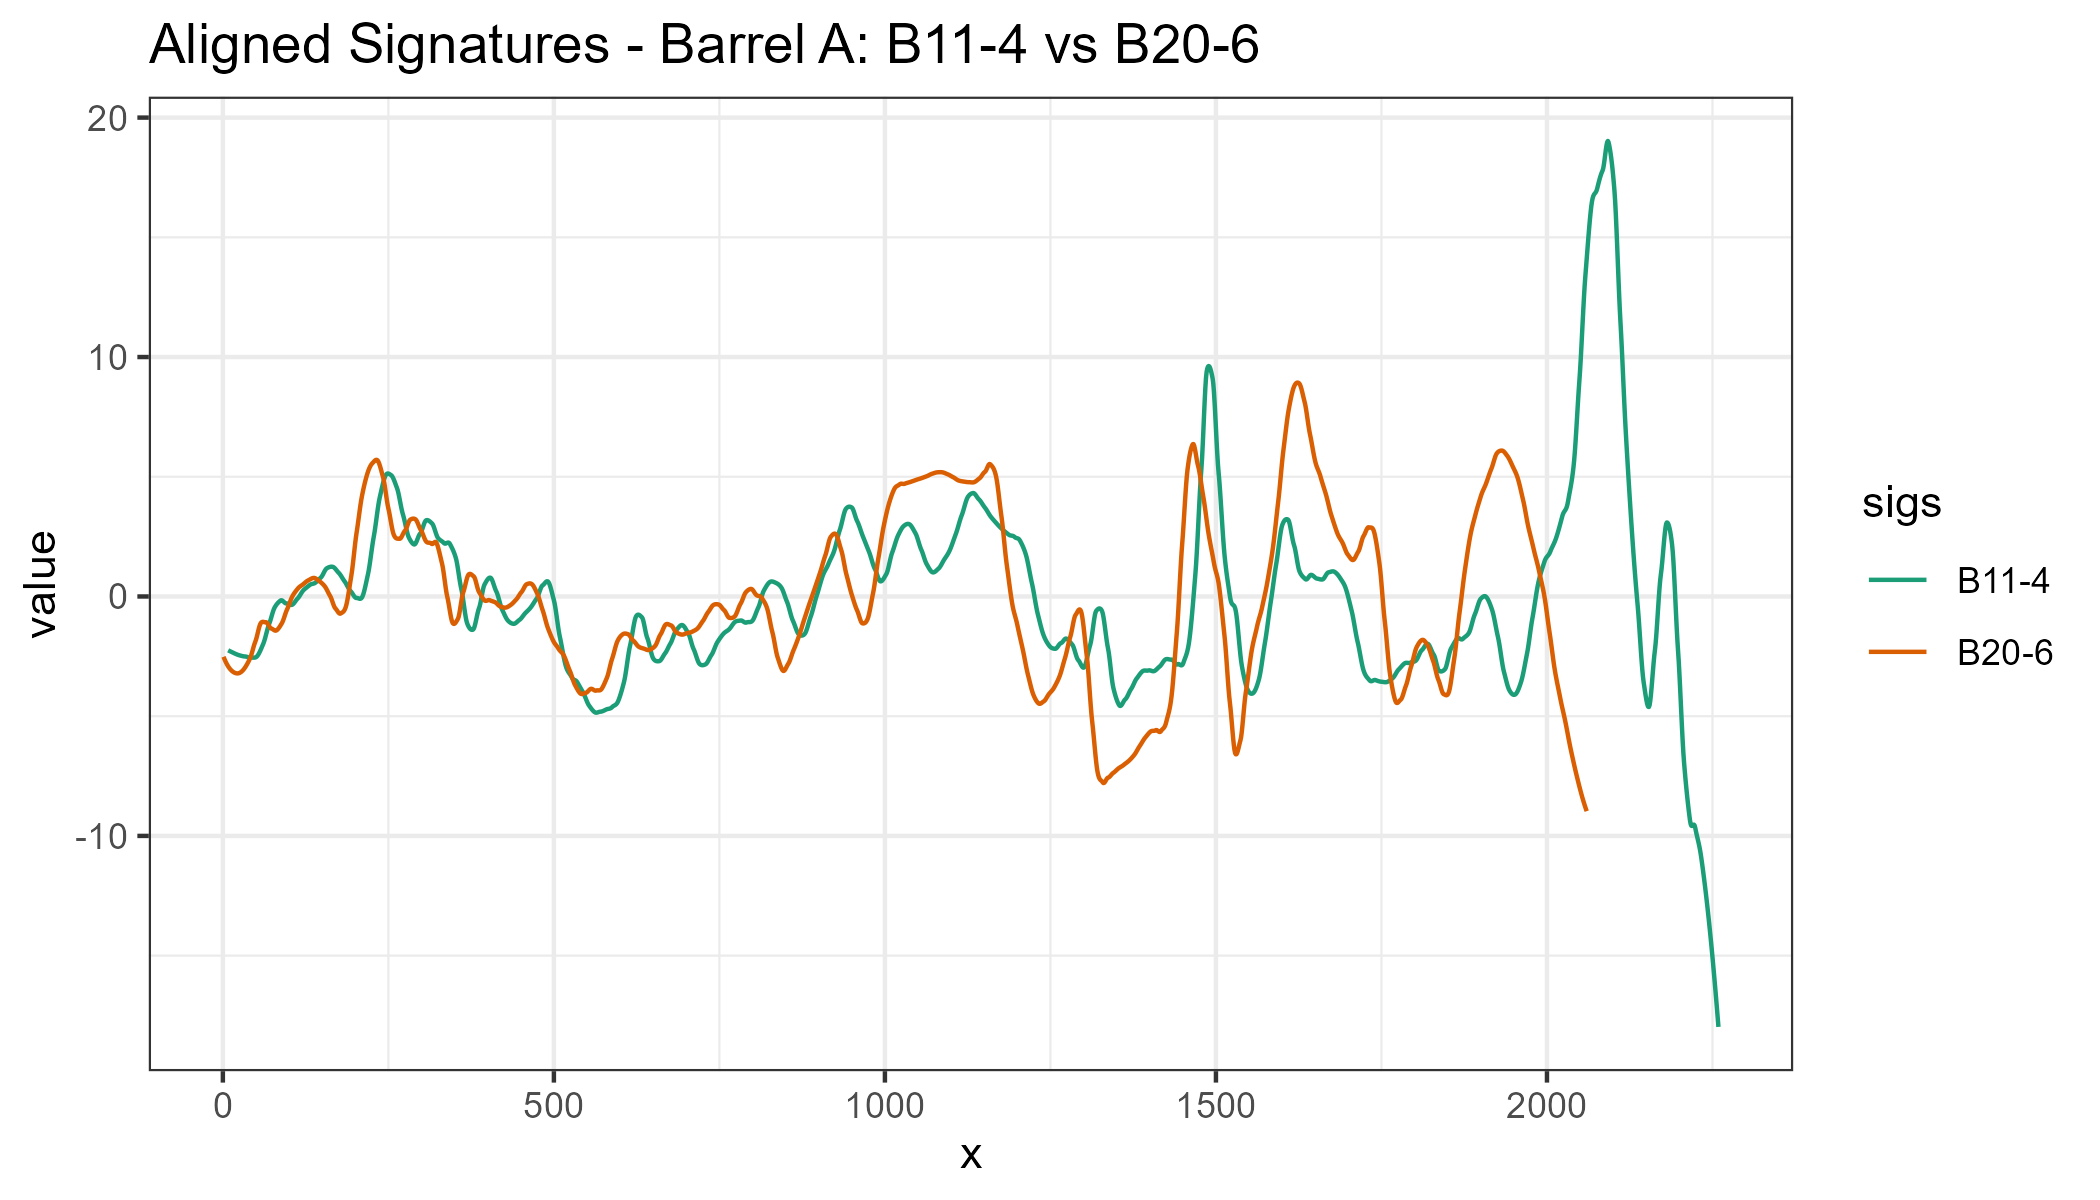 Aligned Signatures - Barrel A: B11-4 vs B20-6
20
10
0
-10
value
0 500 1000 1500 2000
x
sigs
B11-4
B20-6